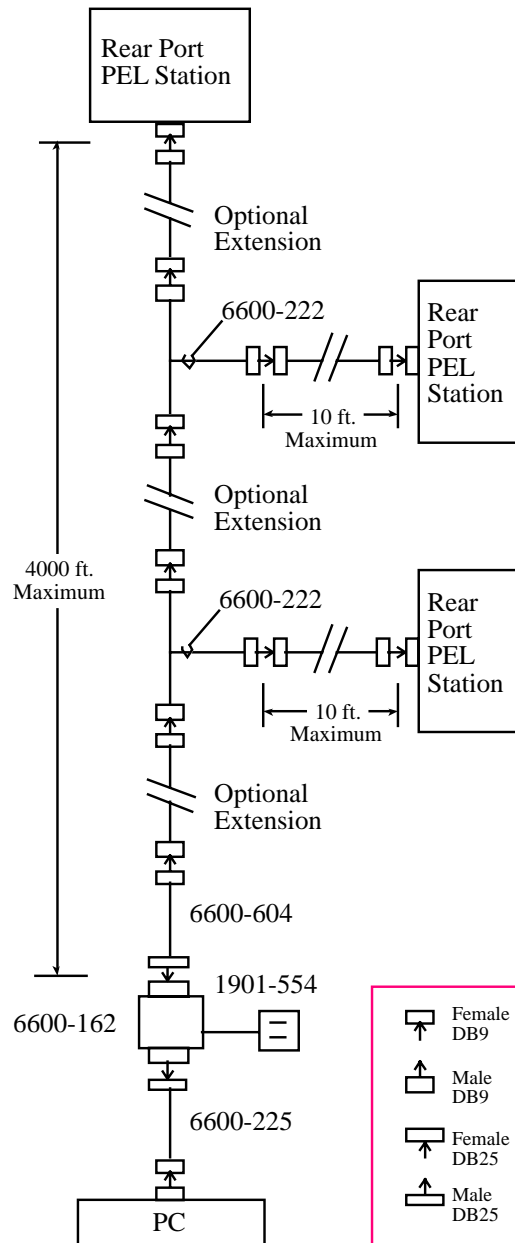 Rear Port
PEL Station
Optional
Extension
6600-222
Rear
Port
PEL
Station
10 ft.
Maximum
Optional
Extension
4000 ft.
Maximum
6600-222
Rear
Port
PEL
Station
10 ft.
Maximum
Optional
Extension
6600-604
1901-554
6600-162
6600-225
PC
Female
DB9
Male
DB9
Female
DB25
Male
DB25